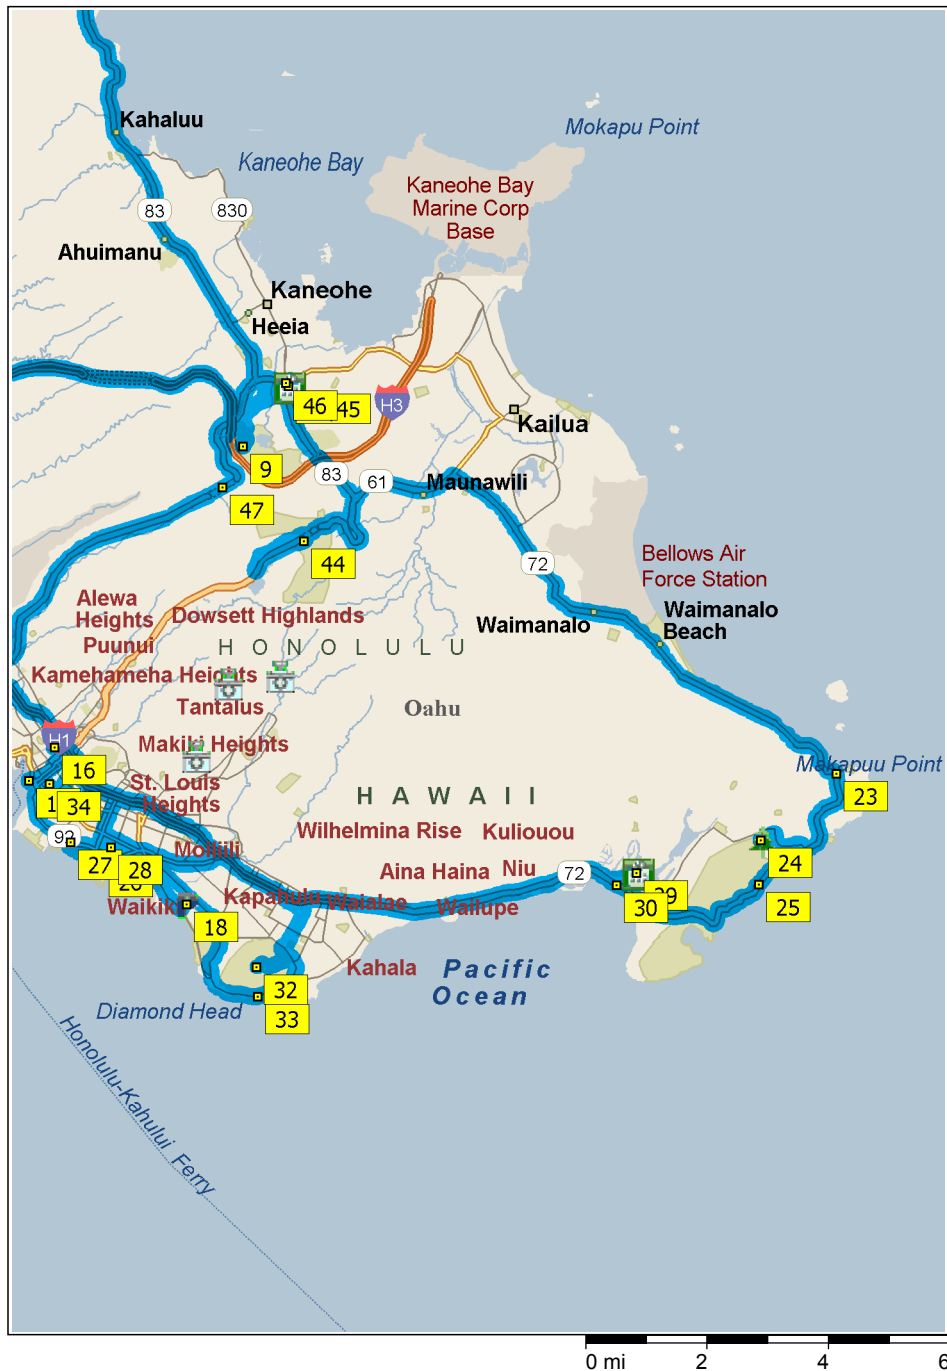 Kahaluu
Mokapu Point
Kaneohe Bay
Kaneohe Bay
Marine Corp
Base
83
830
Ahuimanu
Kaneohe
Heeia
H3
46
45
Kailua
9
83
61
Maunawili
47
44
72
Bellows Air
Force Station
Alewa
Heights
Dowsett Highlands
Waimanalo
Waimanalo
Beach
Puunui
HONOLULU
Kamehameha Heights
Tantalus
Oahu
H1
Makiki Heights
16
Makapuu Point
23
St. Louis
Heights
1
34
HAWAII
92
Wilhelmina Rise
Kuliouou
27
28
Moiliili
24
Aina Haina
Niu
72
25
Waikiki
Kapahulu
Waialae
Wailupe
30
18
Kahala
Pacific
Ocean
32
Diamond Head
33
Honolulu-Kahului Ferry
0 mi
2
4
6